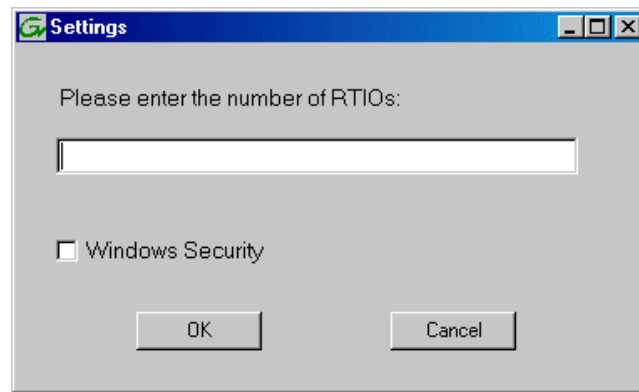 Settings
Please enter the number of RTIOs:
Windows Security
OK
Cancel